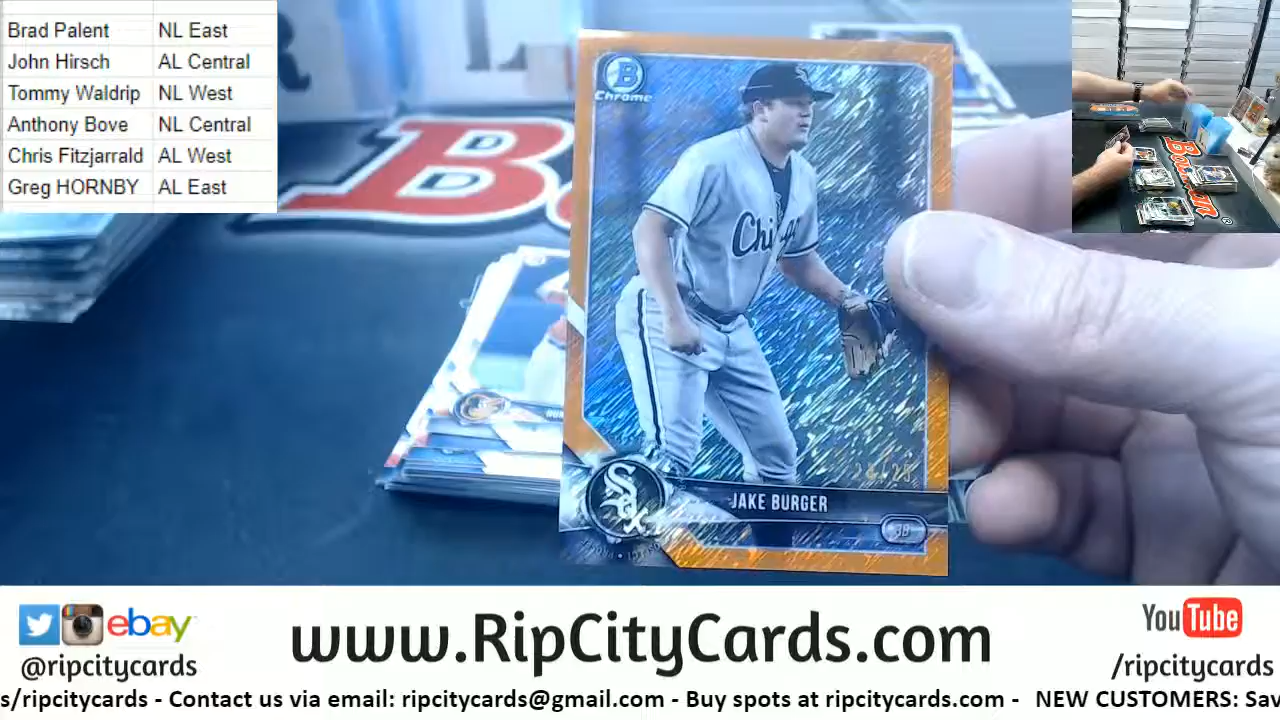 Brad Palent NL East
John Hirsch AL Central
Tommy Waldrip NL West
Anthony Bove NL Central
Chris Fitzjarrald AL West
Greg HORNBY AL East
B
Chrome
Chicago
Sox
JAKE BURGER
3B
Bowman
ebay
@ripcitycards
www.RipCityCards.com
YouTube
/ripcitycards
s/ripcitycards - Contact us via email: ripcitycards@gmail.com - Buy spots at ripcitycards.com - NEW CUSTOMERS: Sav